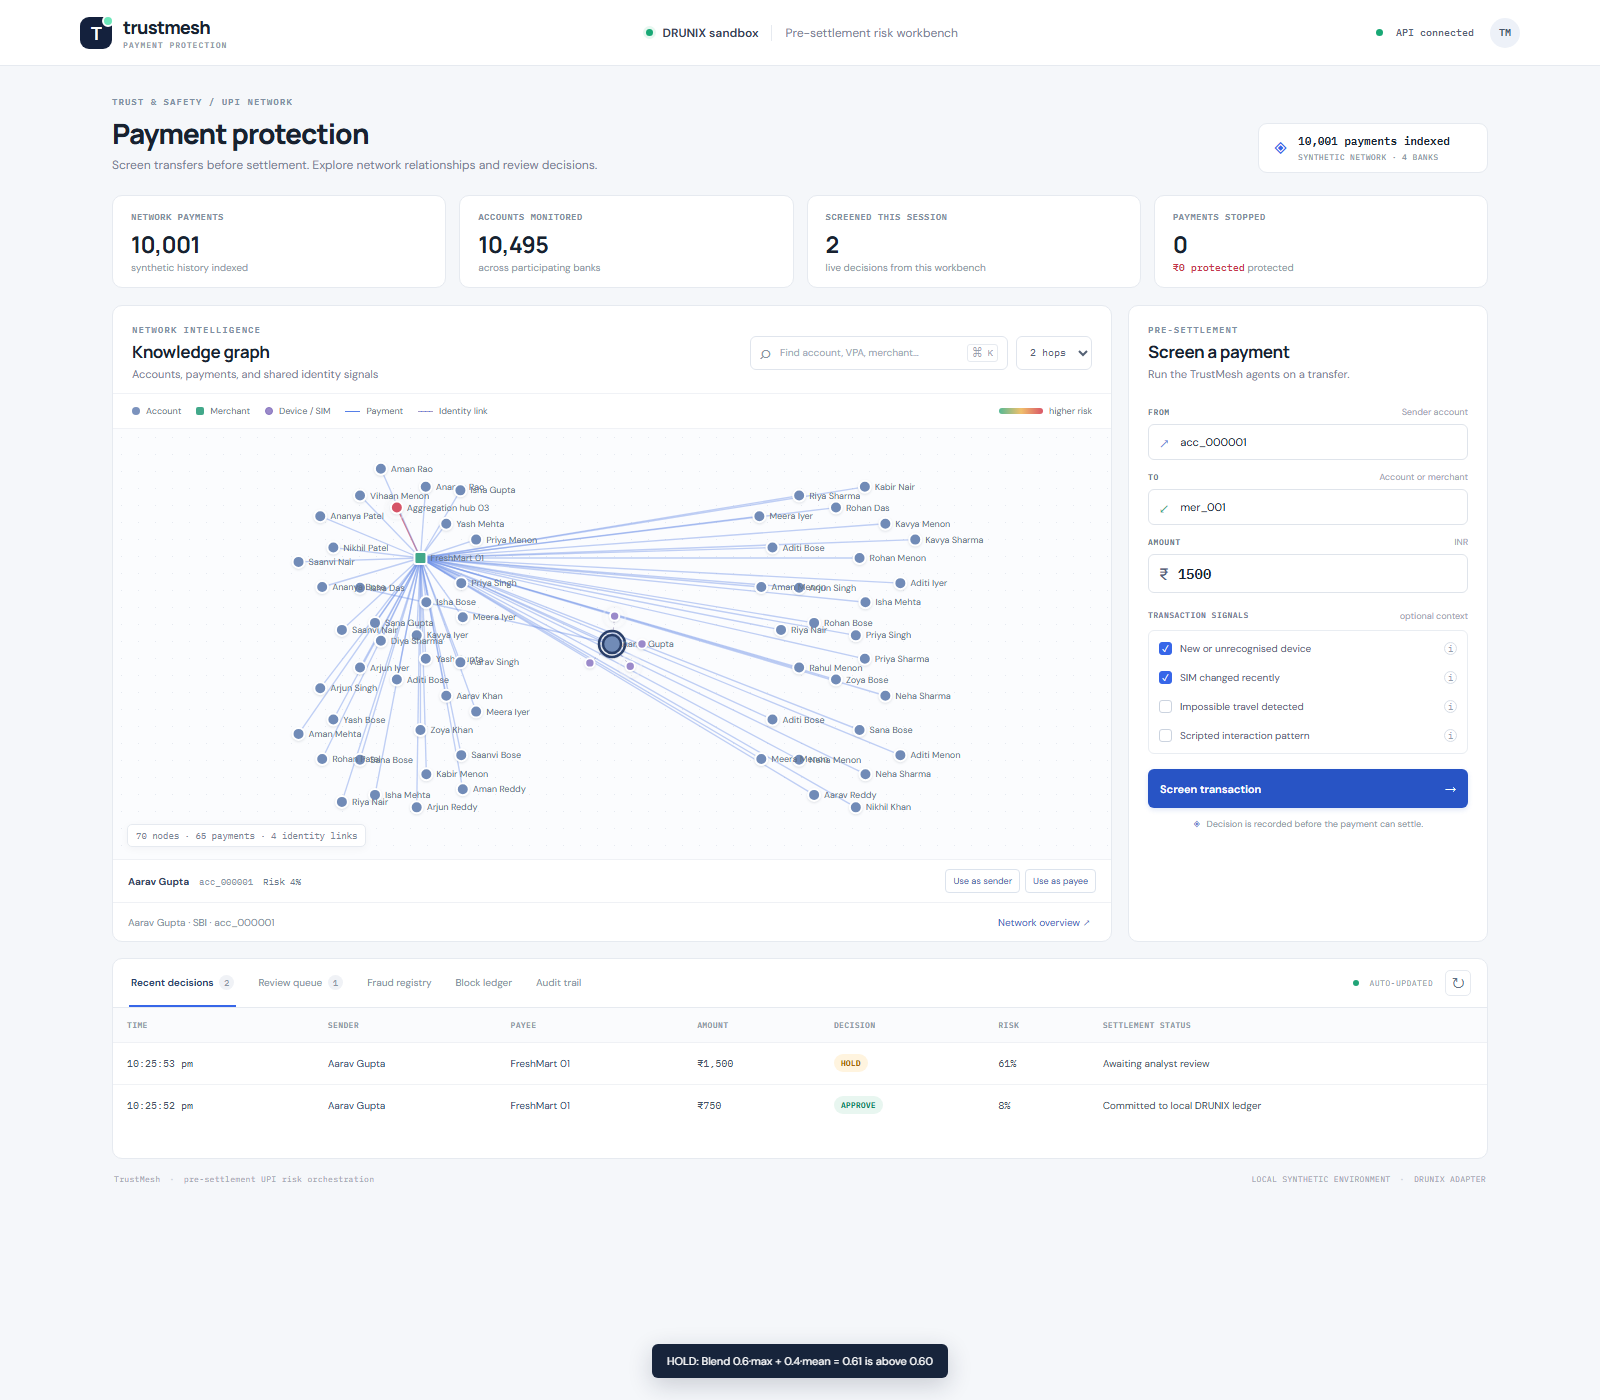 T
trustmesh
PAYMENT PROTECTION
DRUNIX sandbox
Pre-settlement risk workbench
API connected
TM
TRUST & SAFETY / UPI NETWORK
Payment protection
Screen transfers before settlement. Explore network relationships and review decisions.
10,001 payments indexed
SYNTHETIC NETWORK · 4 BANKS
NETWORK PAYMENTS
10,001
synthetic history indexed
ACCOUNTS MONITORED
10,495
across participating banks
SCREENED THIS SESSION
2
live decisions from this workbench
PAYMENTS STOPPED
0
₹0 protected protected
NETWORK INTELLIGENCE
Knowledge graph
Accounts, payments, and shared identity signals
Find account, VPA, merchant...
⌘ K
2 hops
Account
Merchant
Device / SIM
Payment
Identity link
higher risk
Aman Rao
Isha Gupta
Vihaan Menon
Aggregation hub 03
Ananya Patel
Yash Mehta
Priya Menon
Nikhil Patel
FreshMart 01
Saanvi Nair
Priya Singh
Isha Bose
Meera Iyer
Sana Gupta
Saanvi Nair
Kavya Iyer
Diya Sharma
Aarav Singh
Arjun Iyer
Aditi Bose
Arjun Singh
Aarav Khan
Meera Iyer
Yash Bose
Zoya Khan
Aman Mehta
Saanvi Bose
Sana Bose
Kabir Menon
Aman Reddy
Isha Mehta
Riya Nair
Arjun Reddy
Gupta
Kabir Nair
Riya Sharma
Rohan Das
Meera Iyer
Kavya Menon
Kavya Sharma
Aditi Bose
Rohan Menon
Aditi Iyer
Arjun Singh
Isha Mehta
Rohan Bose
Riya Nair
Priya Singh
Priya Sharma
Rahul Menon
Zoya Bose
Neha Sharma
Aditi Bose
Sana Bose
Aditi Menon
Neha Menon
Neha Sharma
Aarav Reddy
Nikhil Khan
70 nodes · 65 payments · 4 identity links
Aarav Gupta acc_000001 Risk 4%
Use as sender
Use as payee
Aarav Gupta · SBI · acc_000001
Network overview ↗
PRE-SETTLEMENT
Screen a payment
Run the TrustMesh agents on a transfer.
FROM
Sender account
↗ acc_000001
TO
Account or merchant
↙ mer_001
AMOUNT
INR
₹ 1500
TRANSACTION SIGNALS
optional context
New or unrecognised device i
SIM changed recently i
Impossible travel detected i
Scripted interaction pattern i
Screen transaction →
Decision is recorded before the payment can settle.
Recent decisions 2
Review queue 1
Fraud registry
Block ledger
Audit trail
AUTO-UPDATED
TIME SENDER PAYEE AMOUNT DECISION RISK SETTLEMENT STATUS
10:25:53 pm Aarav Gupta FreshMart 01 ₹1,500 HOLD 61% Awaiting analyst review
10:25:52 pm Aarav Gupta FreshMart 01 ₹750 APPROVE 8% Committed to local DRUNIX ledger
TrustMesh · pre-settlement UPI risk orchestration
LOCAL SYNTHETIC ENVIRONMENT · DRUNIX ADAPTER
HOLD: Blend 0.6·max + 0.4·mean = 0.61 is above 0.60